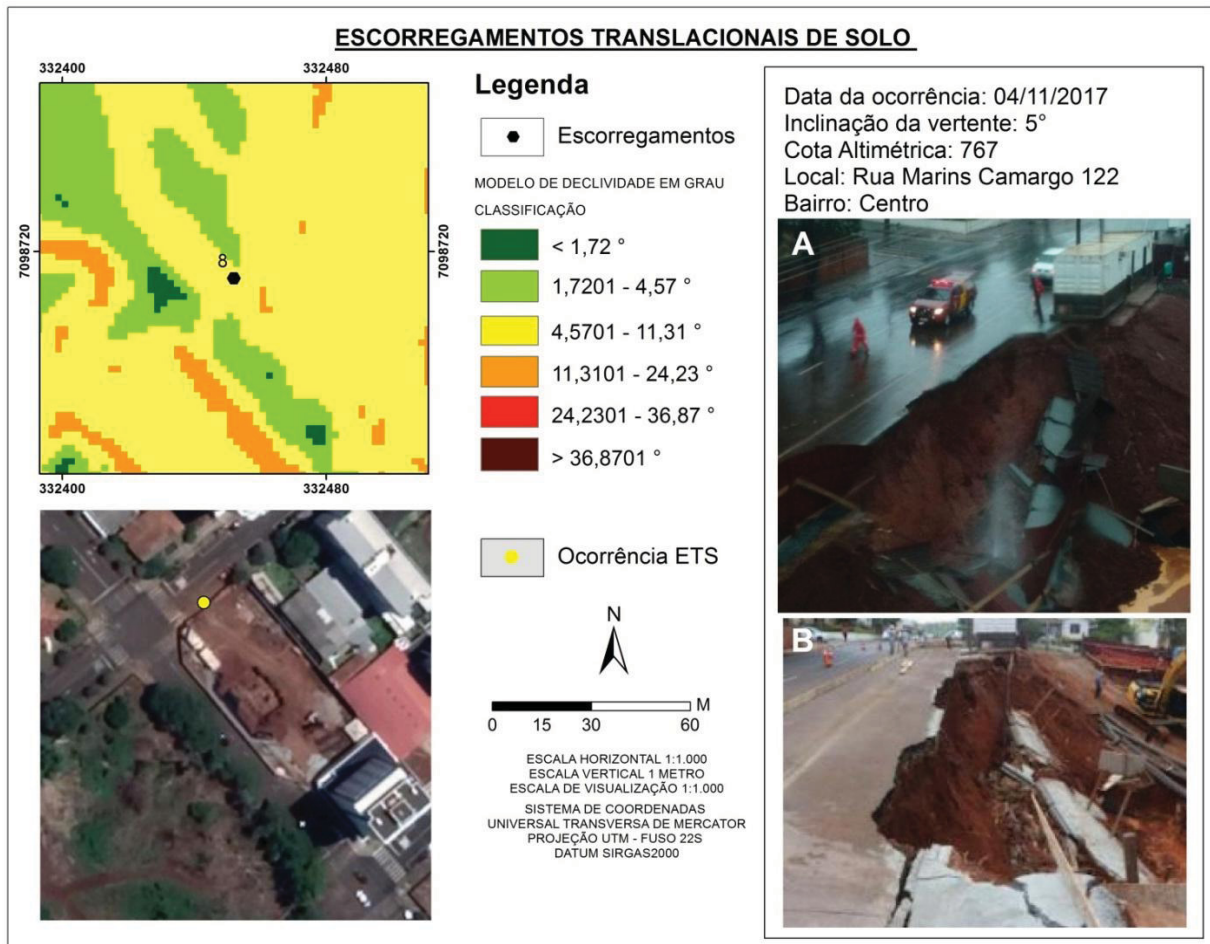 ESCORREGAMENTOS TRANSLACIONAIS DE SOLO
332400
332480
7098720
7098720
8
332400
332480
Legenda
Escorregamentos
MODELO DE DECLIVIDADE EM GRAU
CLASSIFICAÇÃO
< 1,72 °
1,7201 - 4,57 °
4,5701 - 11,31 °
11,3101 - 24,23 °
24,2301 - 36,87 °
> 36,8701 °
Ocorrência ETS
N
M
0 15 30 60
ESCALA HORIZONTAL 1:1.000
ESCALA VERTICAL 1 METRO
ESCALA DE VISUALIZAÇÃO 1:1.000
SISTEMA DE COORDENADAS
UNIVERSAL TRANSVERSA DE MERCATOR
PROJEÇÃO UTM - FUSO 22S
DATUM SIRGAS2000
Data da ocorrência: 04/11/2017
Inclinação da vertente: 5°
Cota Altimétrica: 767
Local: Rua Marins Camargo 122
Bairro: Centro
A
B